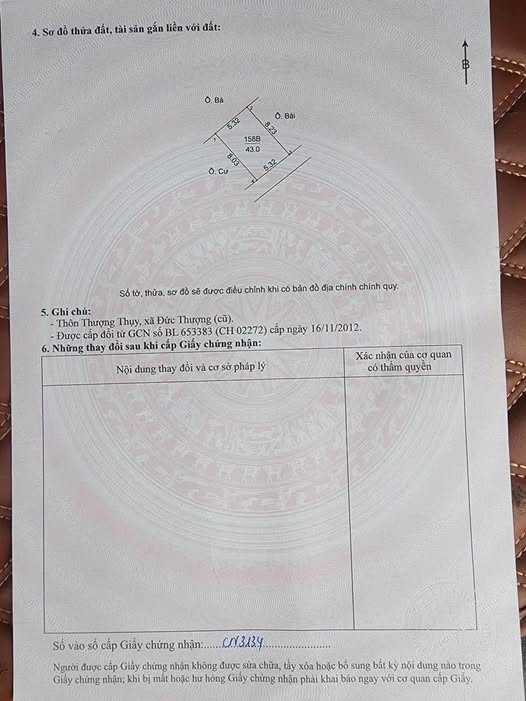 4. Sơ đồ thửa đất, tài sản gắn liền với đất:
B
Ô. Bà
2
Ô. Bài
5.32
8.23
1
158B
43.0
8.03
5.32
Ô. Cư
Số tờ, thửa, sơ đồ sẽ được điều chỉnh khi có bản đồ địa chính chính quy.
5. Ghi chú:
- Thôn Thượng Thụy, xã Đức Thượng (cũ).
- Được cấp đổi từ GCN số BL 653383 (CH 02272) cấp ngày 16/11/2012.
6. Những thay đổi sau khi cấp Giấy chứng nhận:
Nội dung thay đổi và cơ sở pháp lý
Xác nhận của cơ quan
có thẩm quyền
Số vào sổ cấp Giấy chứng nhận:......CN3134......................
Người được cấp Giấy chứng nhận không được sửa chữa, tẩy xóa hoặc bổ sung bất kỳ nội dung nào trong
Giấy chứng nhận; khi bị mất hoặc hư hỏng Giấy chứng nhận phải khai báo ngay với cơ quan cấp Giấy.